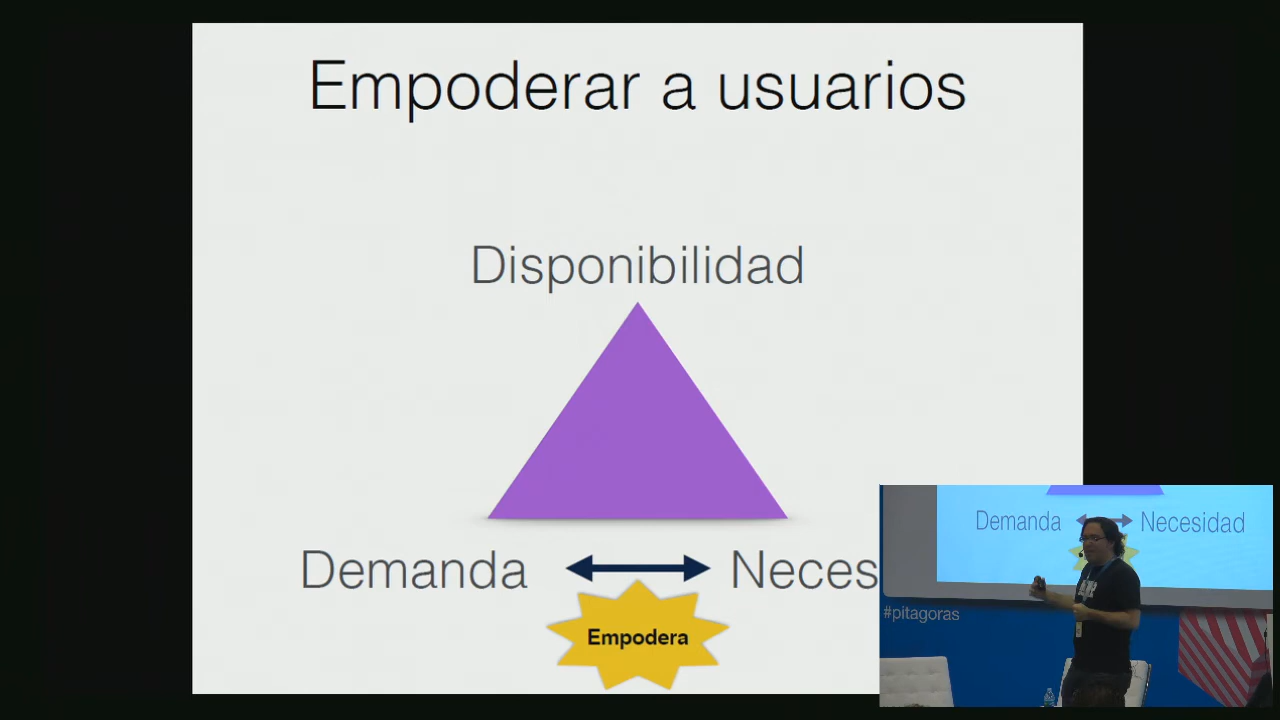 Empoderar a usuarios
Disponibilidad
Demanda
Neces
Empodera
Demanda
Necesidad
#pitagoras